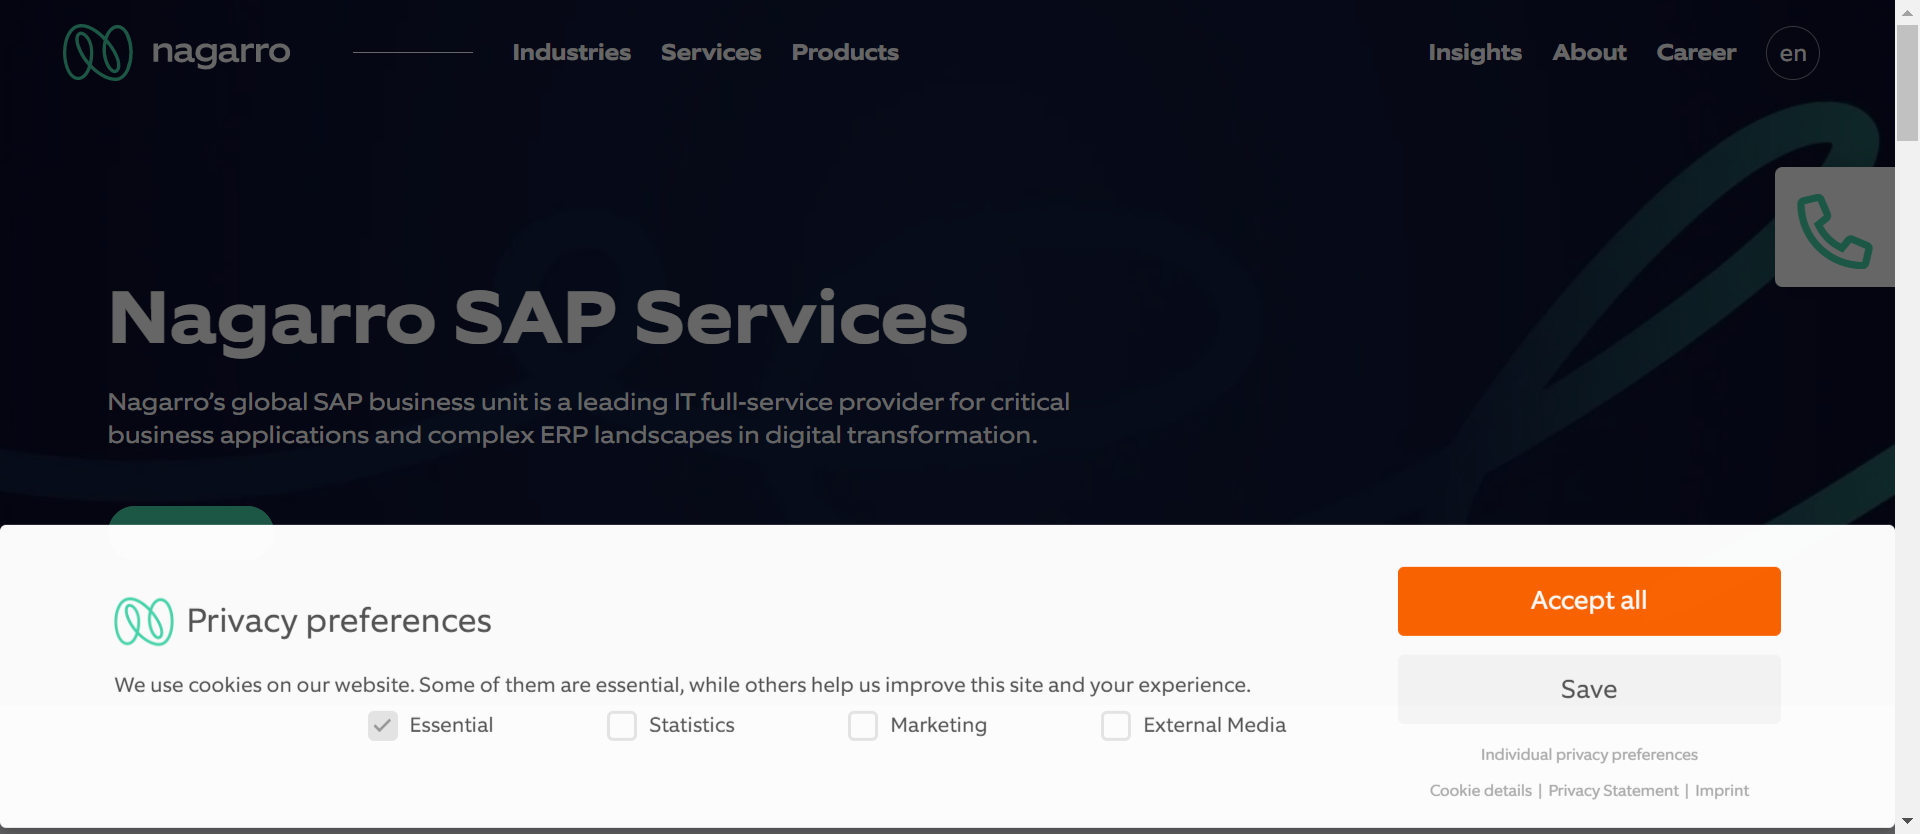 nagarro
Industries Services Products
Insights About Career en
Nagarro SAP Services
Nagarro’s global SAP business unit is a leading IT full-service provider for critical
business applications and complex ERP landscapes in digital transformation.
Privacy preferences
We use cookies on our website. Some of them are essential, while others help us improve this site and your experience.
Essential Statistics Marketing External Media
Accept all
Save
Individual privacy preferences
Cookie details | Privacy Statement | Imprint